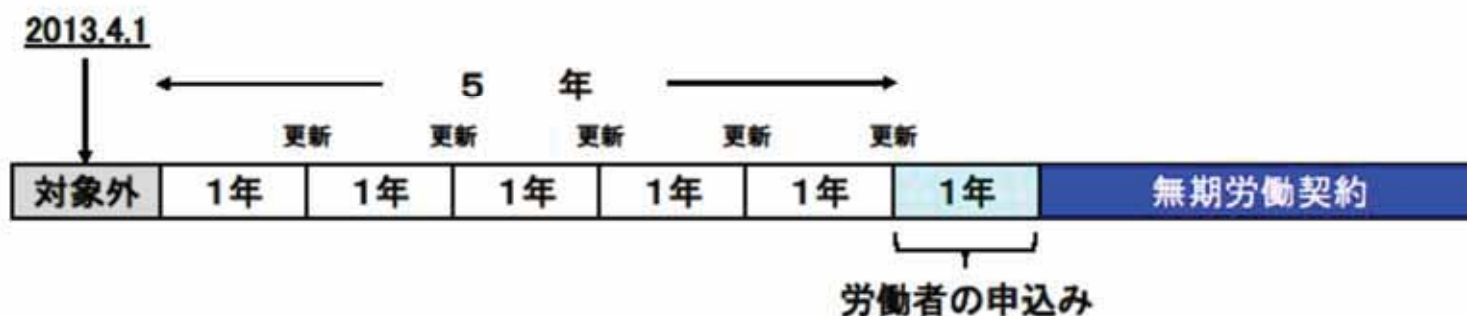 2013.4.1
5 年
更新 更新 更新 更新 更新
対象外 1年 1年 1年 1年 1年 1年 無期労働契約
労働者の申込み